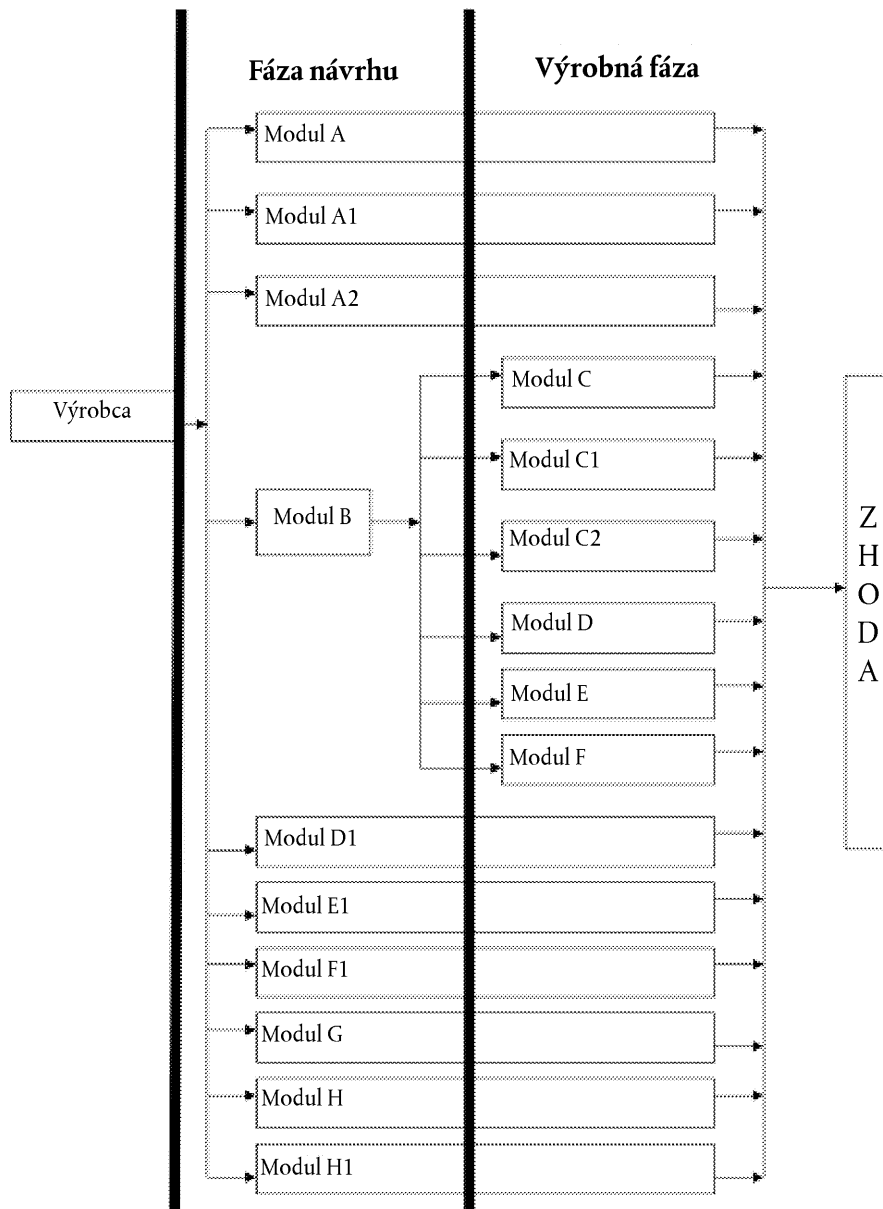 Fáza návrhu
Výrobná fáza
Modul A
Modul A1
Modul A2
Výrobca
Modul B
Modul C
Modul C1
Modul C2
Modul D
Modul E
Modul F
Z
H
O
D
A
Modul D1
Modul E1
Modul F1
Modul G
Modul H
Modul H1